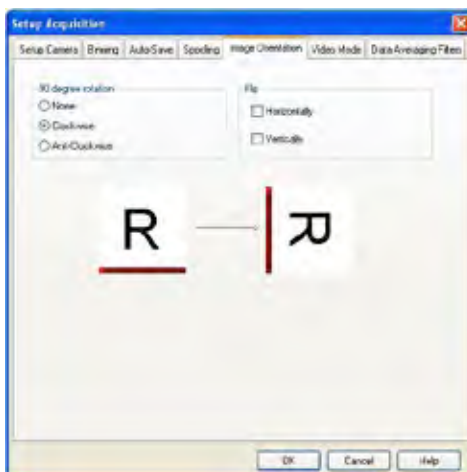 Setup Acquisition
Setup Camera Binning Auto-Save Spooling Image Orientation Video Mode Data Averaging Filters
90 degree rotation
None
Clockwise
Anti-Clockwise
Flip
Horizontally
Vertically
R R
OK Cancel Help